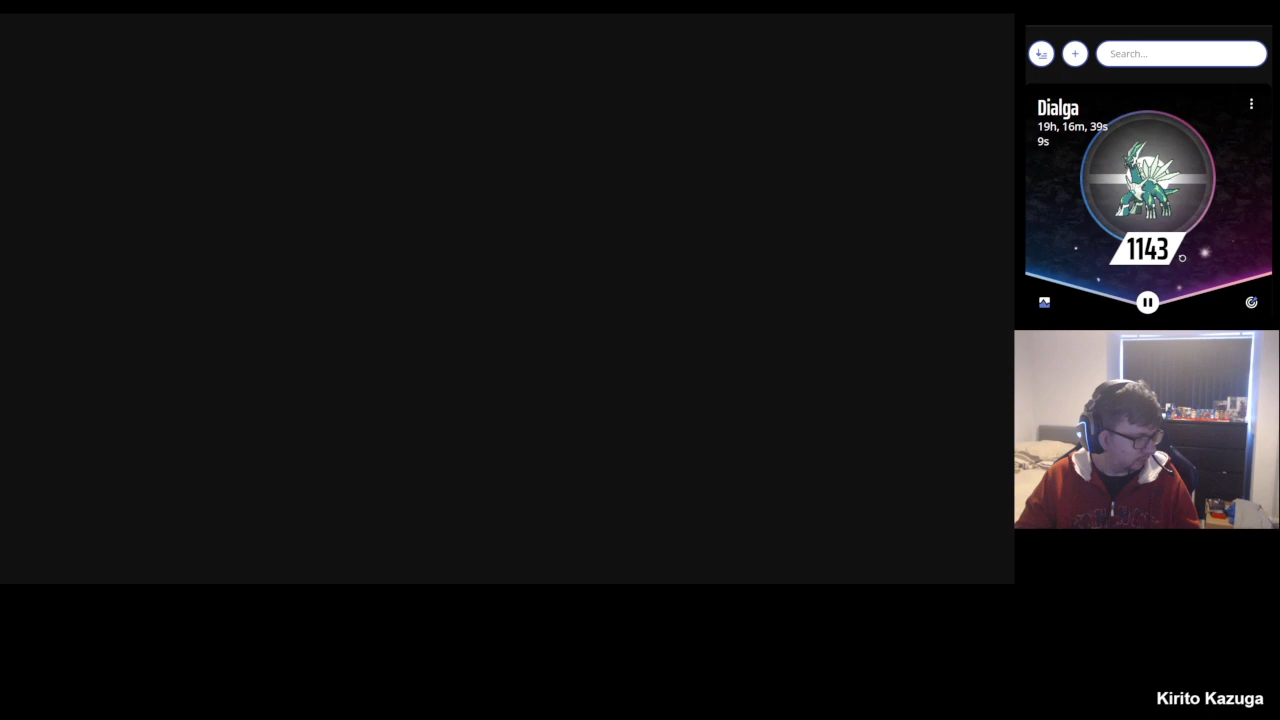 Search...
Dialga
19h, 16m, 39s
9s
1143
Kirito Kazuga